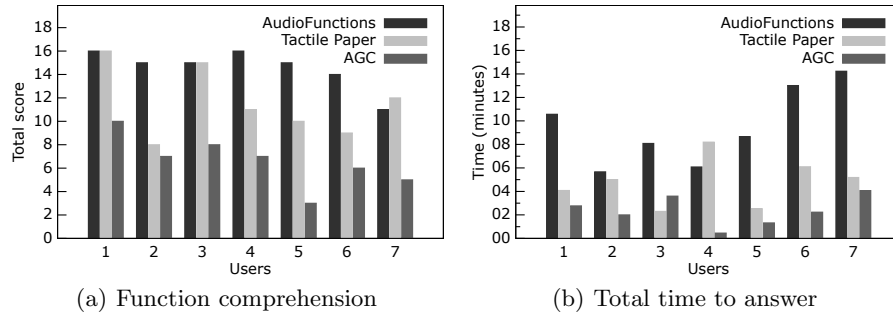 AudioFunctions
Tactile Paper
AGC
Total score
16
14
12
10
8
6
4
2
0
1 2 3 4 5 6 7
Users
(a) Function comprehension
AudioFunctions
Tactile Paper
AGC
Time (minutes)
18
16
14
12
10
08
06
04
02
00
1 2 3 4 5 6 7
Users
(b) Total time to answer